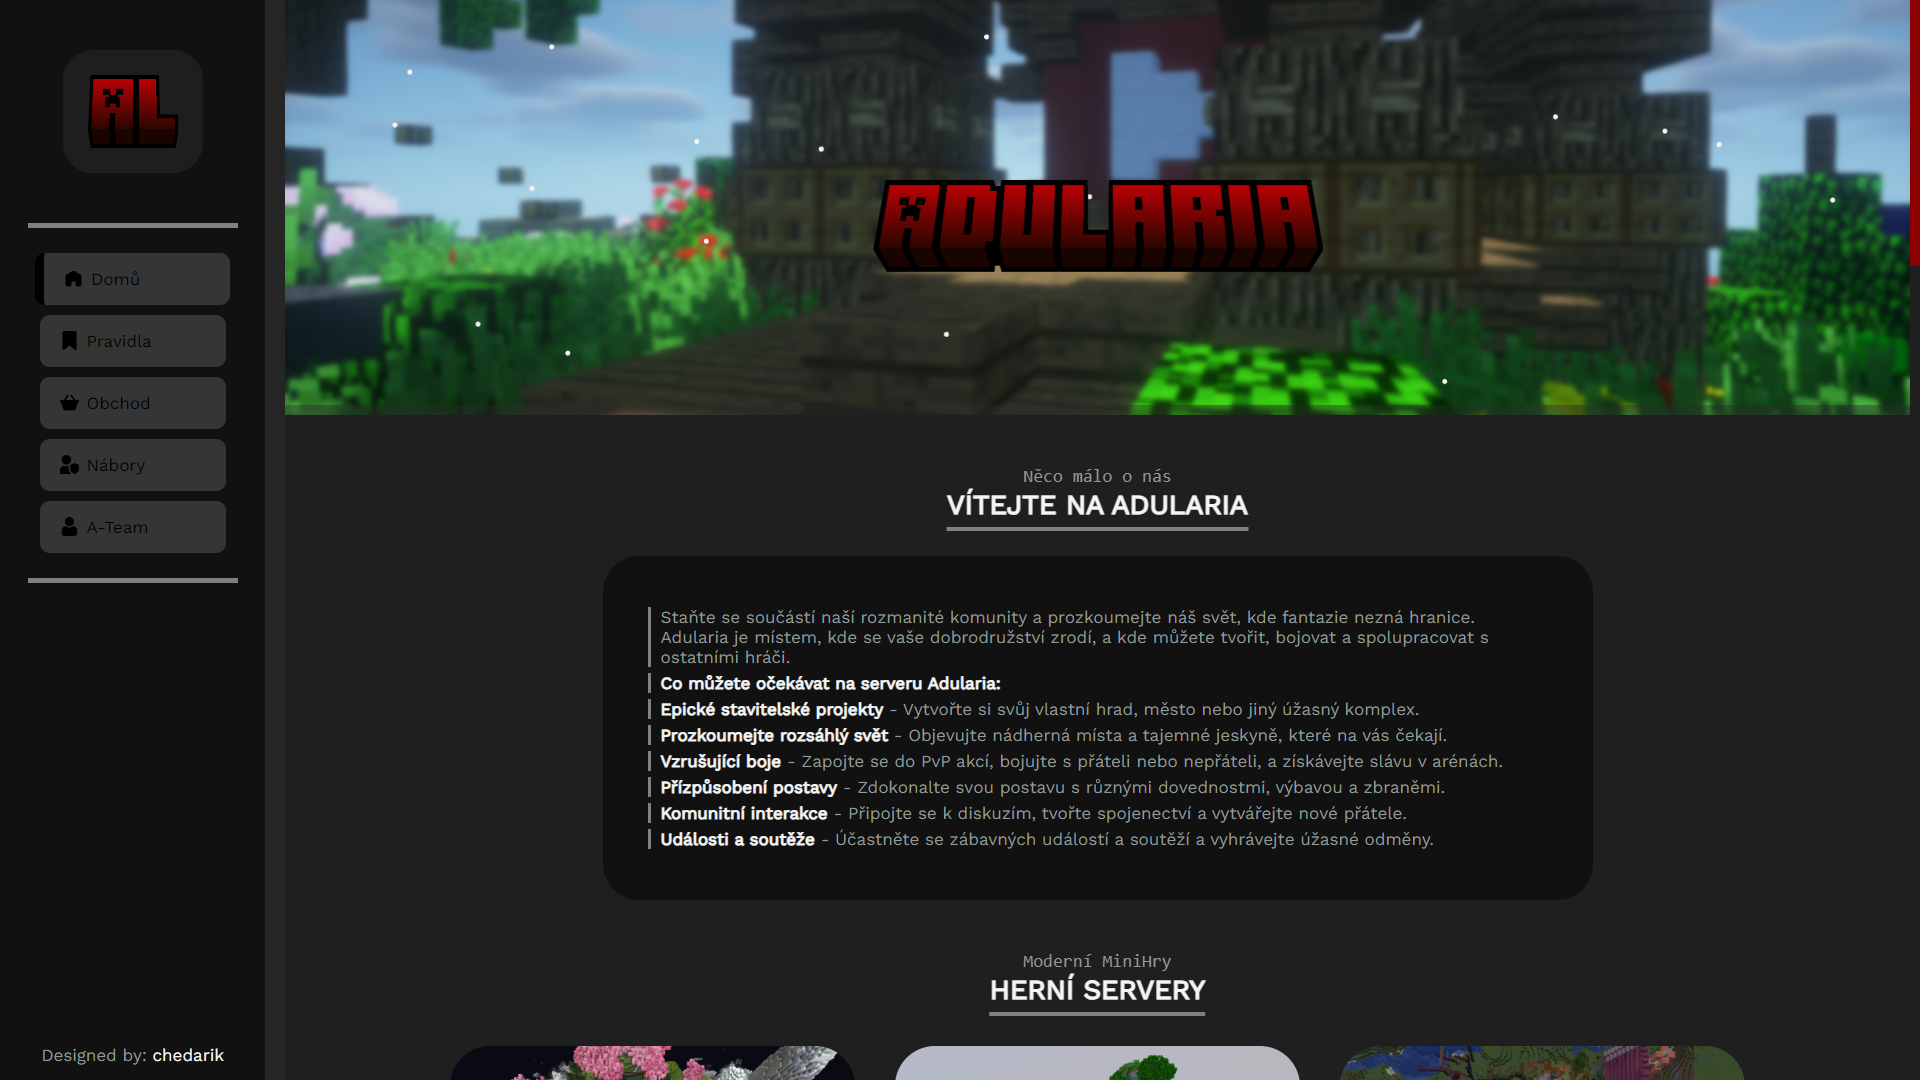 AL
Domů
Pravidla
Obchod
Nábory
A-Team
Designed by: chedarik
ADULARIA
Něco málo o nás
VÍTEJTE NA ADULARIA
Staňte se součástí naší rozmanité komunity a prozkoumejte náš svět, kde fantazie nezná hranice.
Adularia je místem, kde se vaše dobrodružství zrodí, a kde můžete tvořit, bojovat a spolupracovat s
ostatními hráči.
Co můžete očekávat na serveru Adularia:
Epické stavitelské projekty - Vytvořte si svůj vlastní hrad, město nebo jiný úžasný komplex.
Prozkoumejte rozsáhlý svět - Objevujte nádherná místa a tajemné jeskyně, které na vás čekají.
Vzrušující boje - Zapojte se do PvP akcí, bojujte s přáteli nebo nepřáteli, a získávejte slávu v arénách.
Přízpůsobení postavy - Zdokonalte svou postavu s různými dovednostmi, výbavou a zbraněmi.
Komunitní interakce - Připojte se k diskuzím, tvořte spojenectví a vytvářejte nové přátele.
Události a soutěže - Účastněte se zábavných událostí a soutěží a vyhrávejte úžasné odměny.
Moderní MiniHry
HERNÍ SERVERY